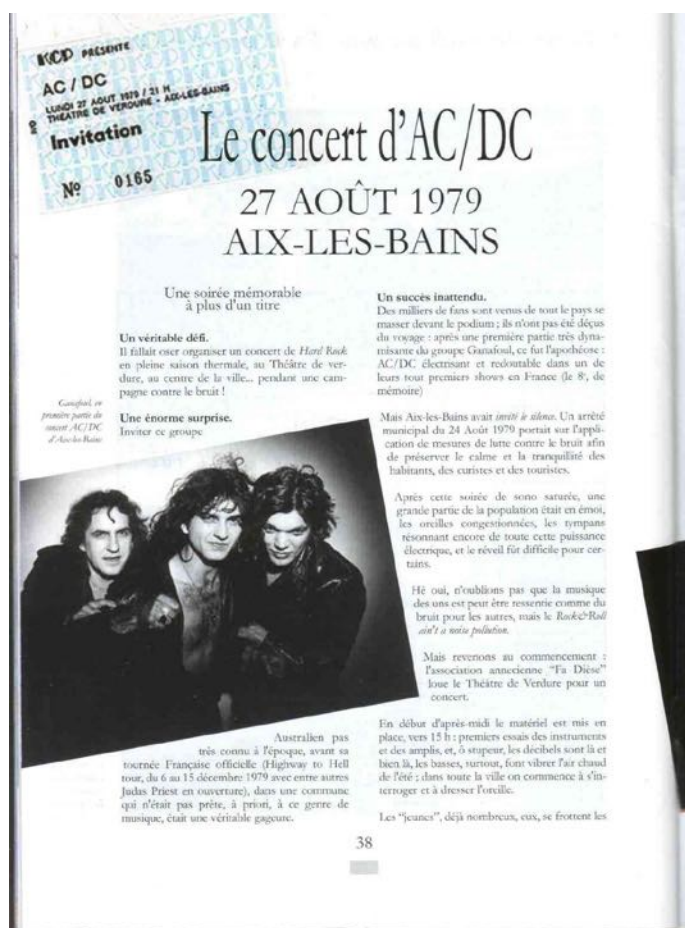 KCP PRÉSENTE
AC / DC
LUNDI 27 AOUT 1979 / 21 H
THÉATRE DE VERDURE - AIX-LES-BAINS
Invitation
Nº 0165
Le concert d'AC/DC
27 AOÛT 1979
AIX-LES-BAINS
Une soirée mémorable
à plus d'un titre
Un véritable défi.
Il fallait oser organiser un concert de Hard Rock
en pleine saison thermale, au Théâtre de ver-
dure, au centre de la ville... pendant une cam-
pagne contre le bruit !
Une énorme surprise.
Inviter ce groupe
Ganafoul, en
première partie du
concert AC/DC
d'Aix-les-Bains
Australien pas
très connu à l'époque, avant sa
tournée Française officielle (Highway to Hell
tour, du 6 au 15 décembre 1979 avec entre autres
Judas Priest en ouverture), dans une commune
qui n'était pas prête, à priori, à ce genre de
musique, était une véritable gageure.
Un succès inattendu.
Des milliers de fans sont venus de tout le pays se
masser devant le podium ; ils n'ont pas été déçus
du voyage : après une première partie très dyna-
misante du groupe Ganafoul, ce fut l'apothéose :
AC/DC électrisant et redoutable dans un de
leurs tout premiers shows en France (le 8e, de
mémoire)
Mais Aix-les-Bains avait invité le silence. Un arrêté
municipal du 24 Août 1979 portait sur l'appli-
cation de mesures de lutte contre le bruit afin
de préserver le calme et la tranquilité des
habitants, des curistes et des touristes.
Après cette soirée de sono saturée, une
grande partie de la population était en émoi,
les oreilles congestionnées, les tympans
résonnant encore de toute cette puissance
électrique, et le réveil fût difficile pour cer-
tains.
Hé oui, n'oublions pas que la musique
des uns est peut être ressentie comme du
bruit pour les autres, mais le Rock&Roll
ain't a noise pollution.
Mais revenons au commencement :
l'association annecienne "Fa Dièse"
loue le Théâtre de Verdure pour un
concert.
En début d'après-midi le matériel est mis en
place, vers 15 h : premiers essais des instruments
et des amplis, et, ô stupeur, les décibels sont là et
bien là, les basses, surtout, font vibrer l'air chaud
de l'été ; dans toute la ville on commence à s'in-
terroger et à dresser l'oreille.
Les "jeunes", déjà nombreux, eux, se frottent les
38